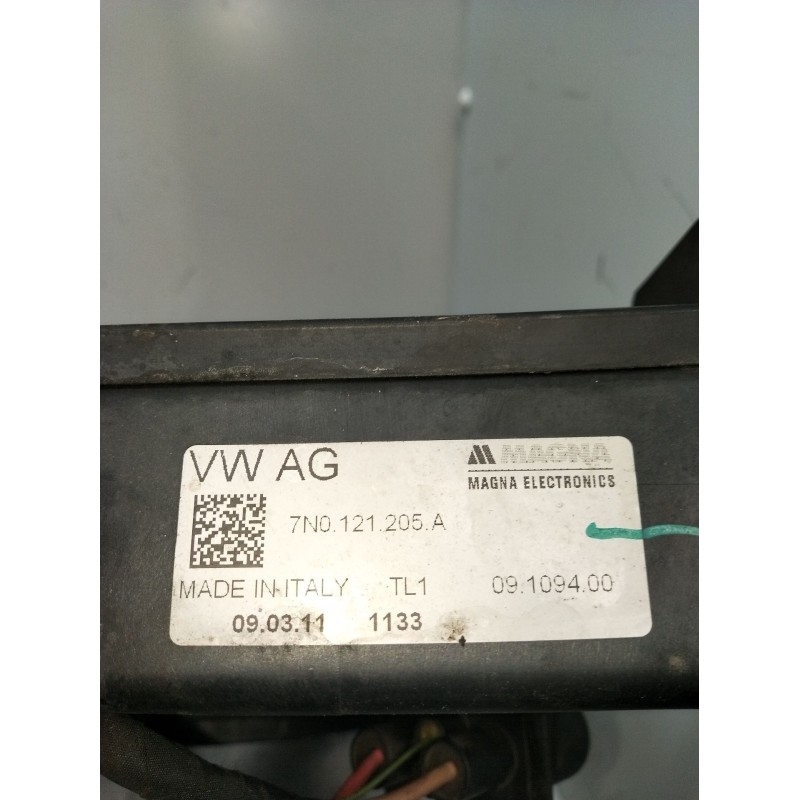 VW AG
MAGNA
MAGNA ELECTRONICS
7N0.121.205.A
MADE IN ITALY TL1 09.1094.00
09.03.11 1133